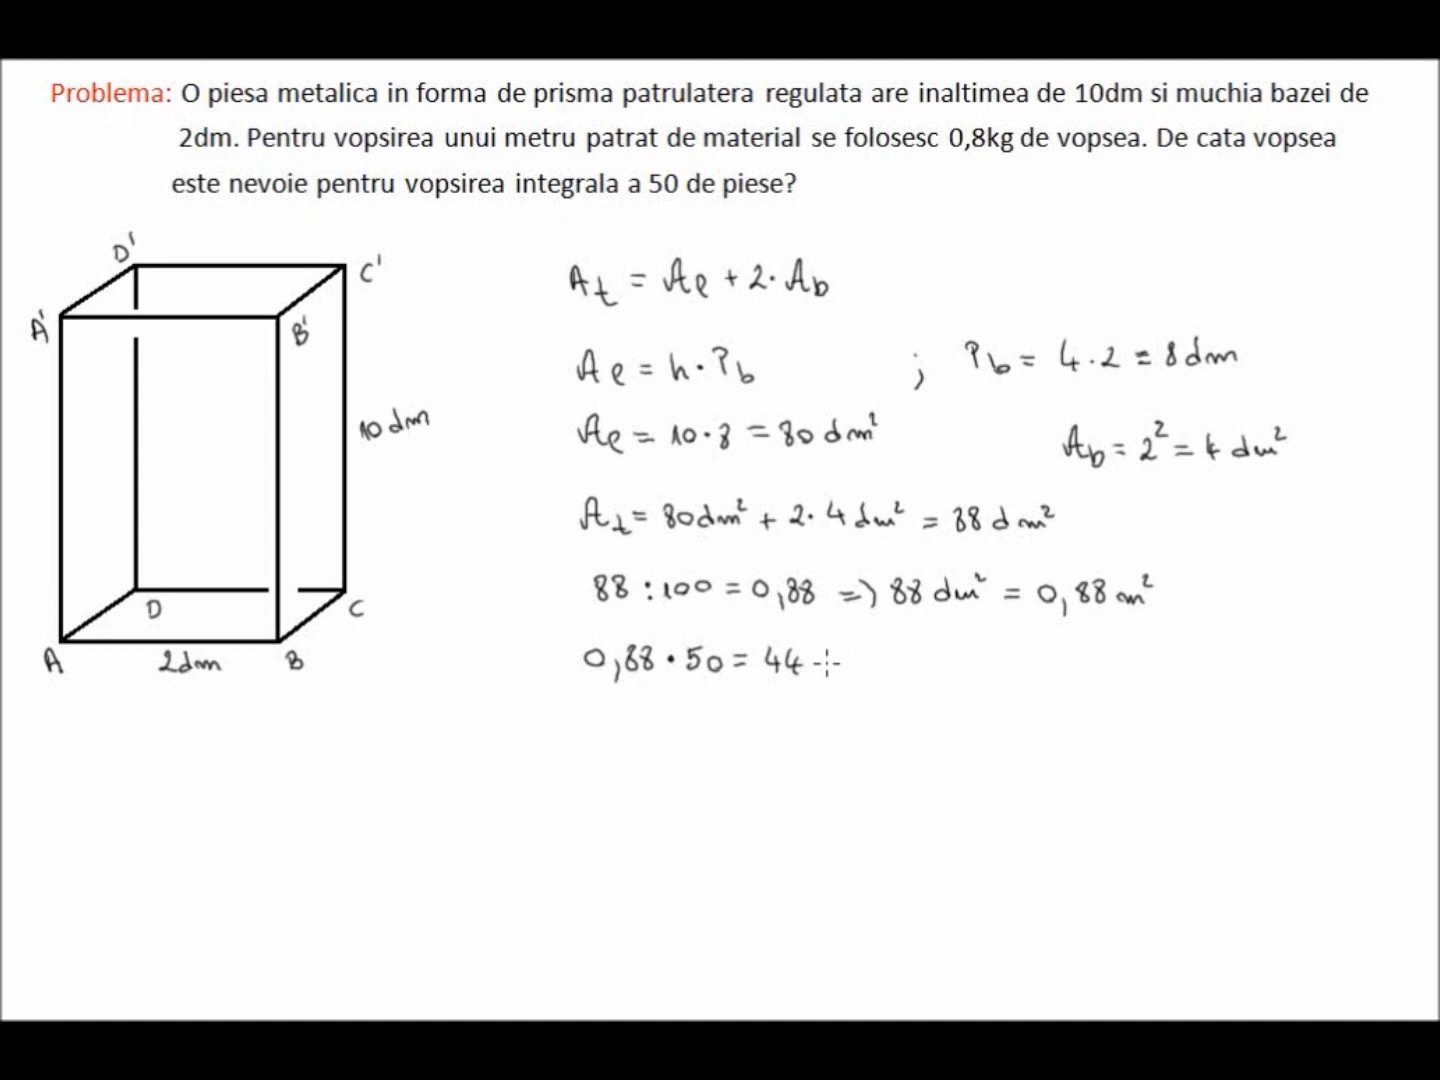 Problema: O piesa metalica in forma de prisma patrulatera regulata are inaltimea de 10dm si muchia bazei de
2dm. Pentru vopsirea unui metru patrat de material se folosesc 0,8kg de vopsea. De cata vopsea
este nevoie pentru vopsirea integrala a 50 de piese?
D'
C'
A'
B'
10 dm
D
C
A
2dm
B
At = Al + 2·Ab
Al = h·Pb ; Pb = 4·2 = 8dm
Al = 10·8 = 80 dm²
Ab = 2² = 4 dm²
At = 80dm² + 2·4 dm² = 88 dm²
88 : 100 = 0,88 => 88 dm² = 0,88 m²
0,88 · 50 = 44